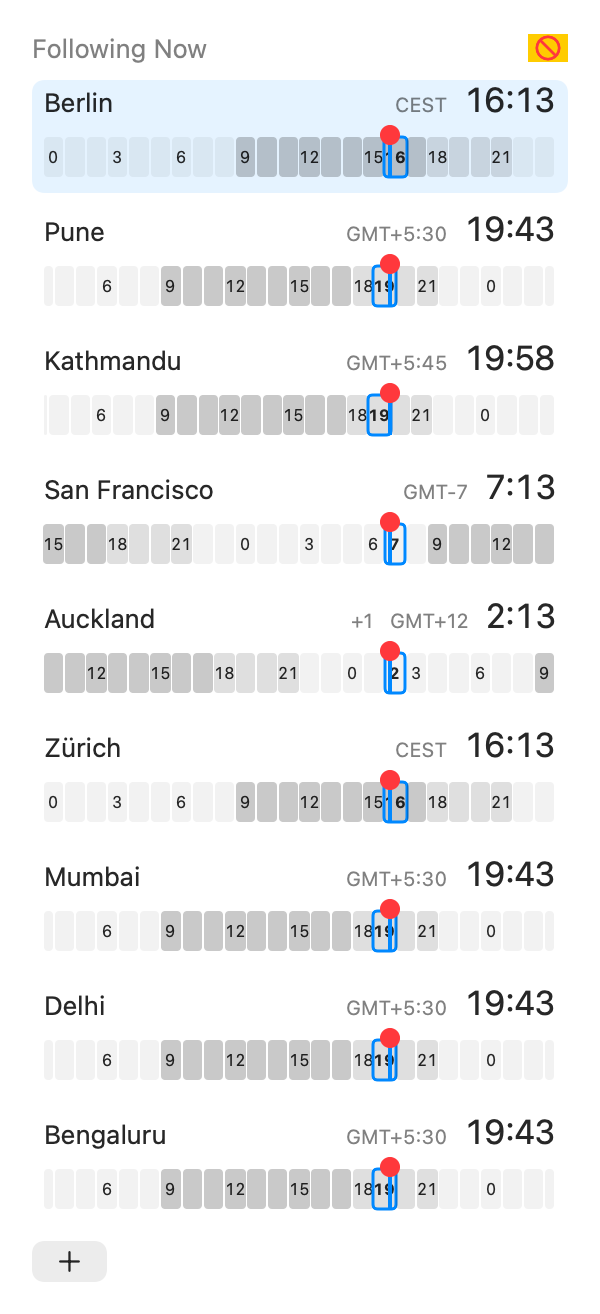 Following Now
Berlin CEST 16:13
0 3 6 9 12 15 16 18 21
Pune GMT+5:30 19:43
6 9 12 15 18 19 21 0
Kathmandu GMT+5:45 19:58
6 9 12 15 18 19 21 0
San Francisco GMT-7 7:13
15 18 21 0 3 6 7 9 12
Auckland +1 GMT+12 2:13
12 15 18 21 0 2 3 6 9
Zürich CEST 16:13
0 3 6 9 12 15 16 18 21
Mumbai GMT+5:30 19:43
6 9 12 15 18 19 21 0
Delhi GMT+5:30 19:43
6 9 12 15 18 19 21 0
Bengaluru GMT+5:30 19:43
6 9 12 15 18 19 21 0
+